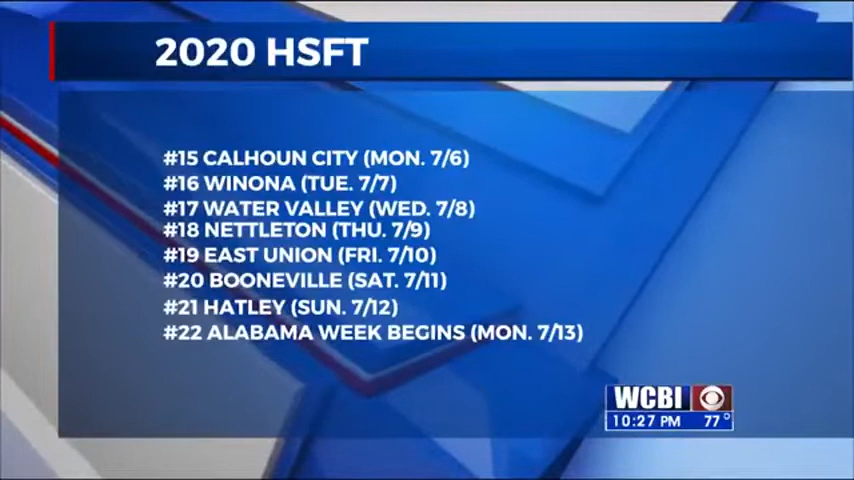 2020 HSFT
#15 CALHOUN CITY (MON. 7/6)
#16 WINONA (TUE. 7/7)
#17 WATER VALLEY (WED. 7/8)
#18 NETTLETON (THU. 7/9)
#19 EAST UNION (FRI. 7/10)
#20 BOONEVILLE (SAT. 7/11)
#21 HATLEY (SUN. 7/12)
#22 ALABAMA WEEK BEGINS (MON. 7/13)
WCBI
10:27 PM 77°